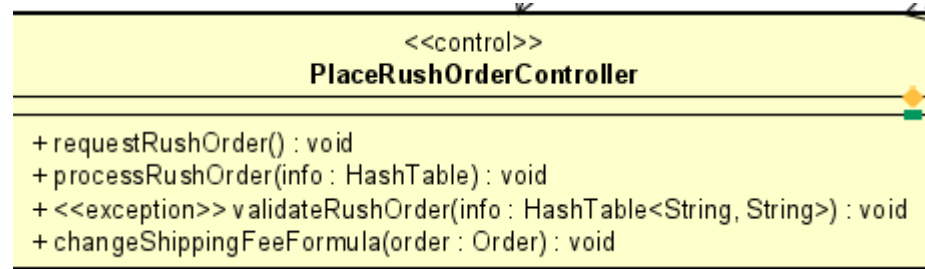 <<control>>
PlaceRushOrderController
+ requestRushOrder() : void
+ processRushOrder(info : HashTable) : void
+ <<exception>> validateRushOrder(info : HashTable<String, String>) : void
+ changeShippingFeeFormula(order : Order) : void